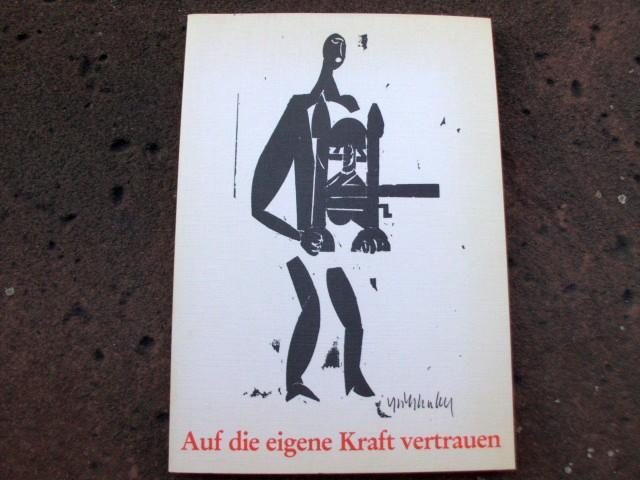 Auf die eigene Kraft vertrauen